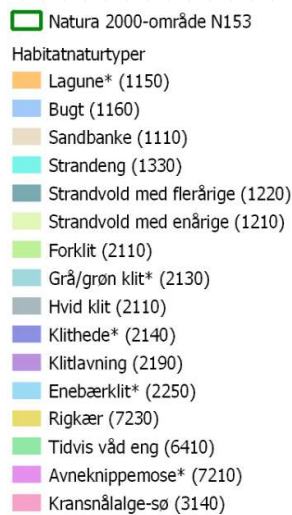 Natura 2000-område N153
Habitatnaturtyper
Lagune* (1150)
Bugt (1160)
Sandbanke (1110)
Strandeng (1330)
Strandvold med flerårige (1220)
Strandvold med enårige (1210)
Forklit (2110)
Grå/grøn klit* (2130)
Hvid klit (2110)
Klithede* (2140)
Klitlavning (2190)
Enebærklit* (2250)
Rigkær (7230)
Tidvis våd eng (6410)
Avneknippemose* (7210)
Kransnålalge-sø (3140)